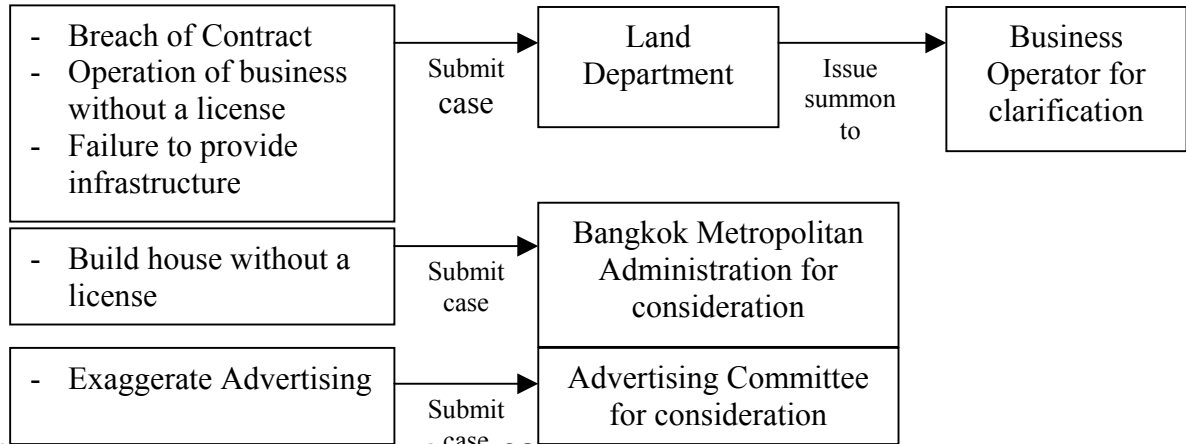 - Breach of Contract
- Operation of business
without a license
- Failure to provide
infrastructure
Submit
case
Land
Department
Issue
summon
to
Business
Operator for
clarification
- Build house without a
license
Submit
case
Bangkok Metropolitan
Administration for
consideration
- Exaggerate Advertising
Submit
case
Advertising Committee
for consideration